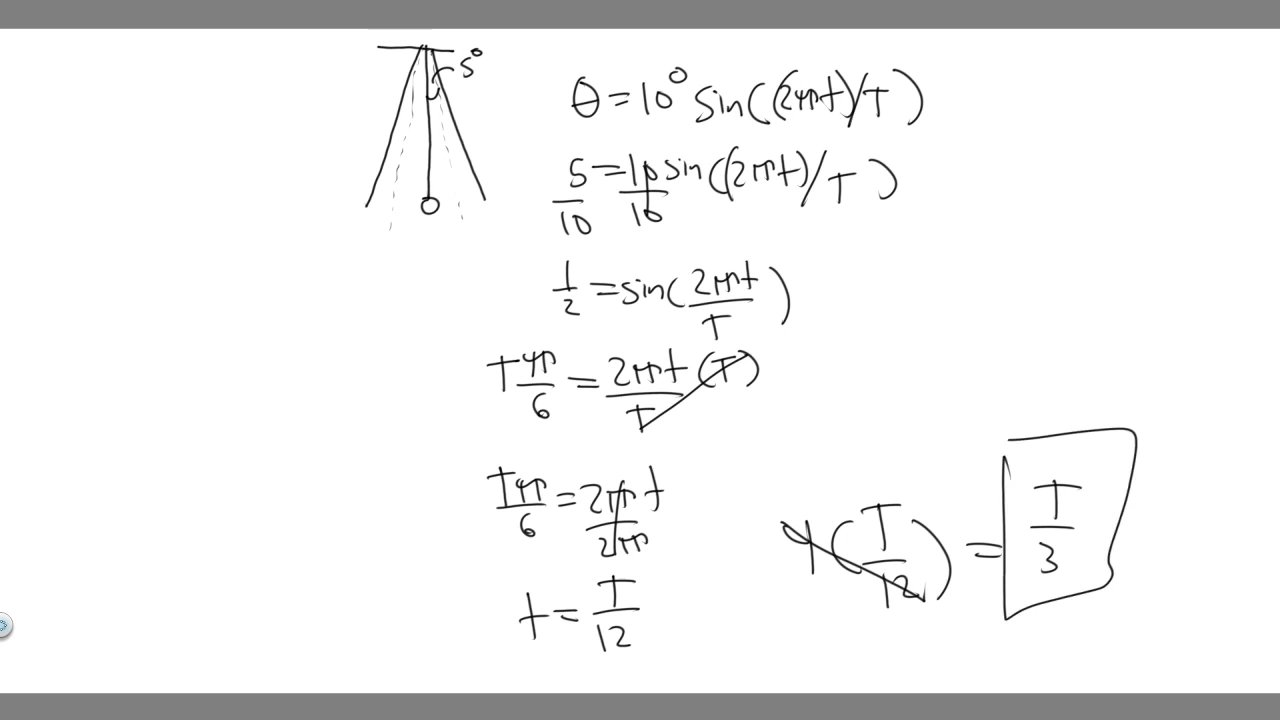 5°
θ = 10° sin((2πt)/T)
5/10 = 10/10 sin((2πt)/T)
1/2 = sin(2πt/T)
T π/6 = 2πt/T (T)
Tπ/6 = 2πt/2π
t = T/12
4(T/12) = T/3